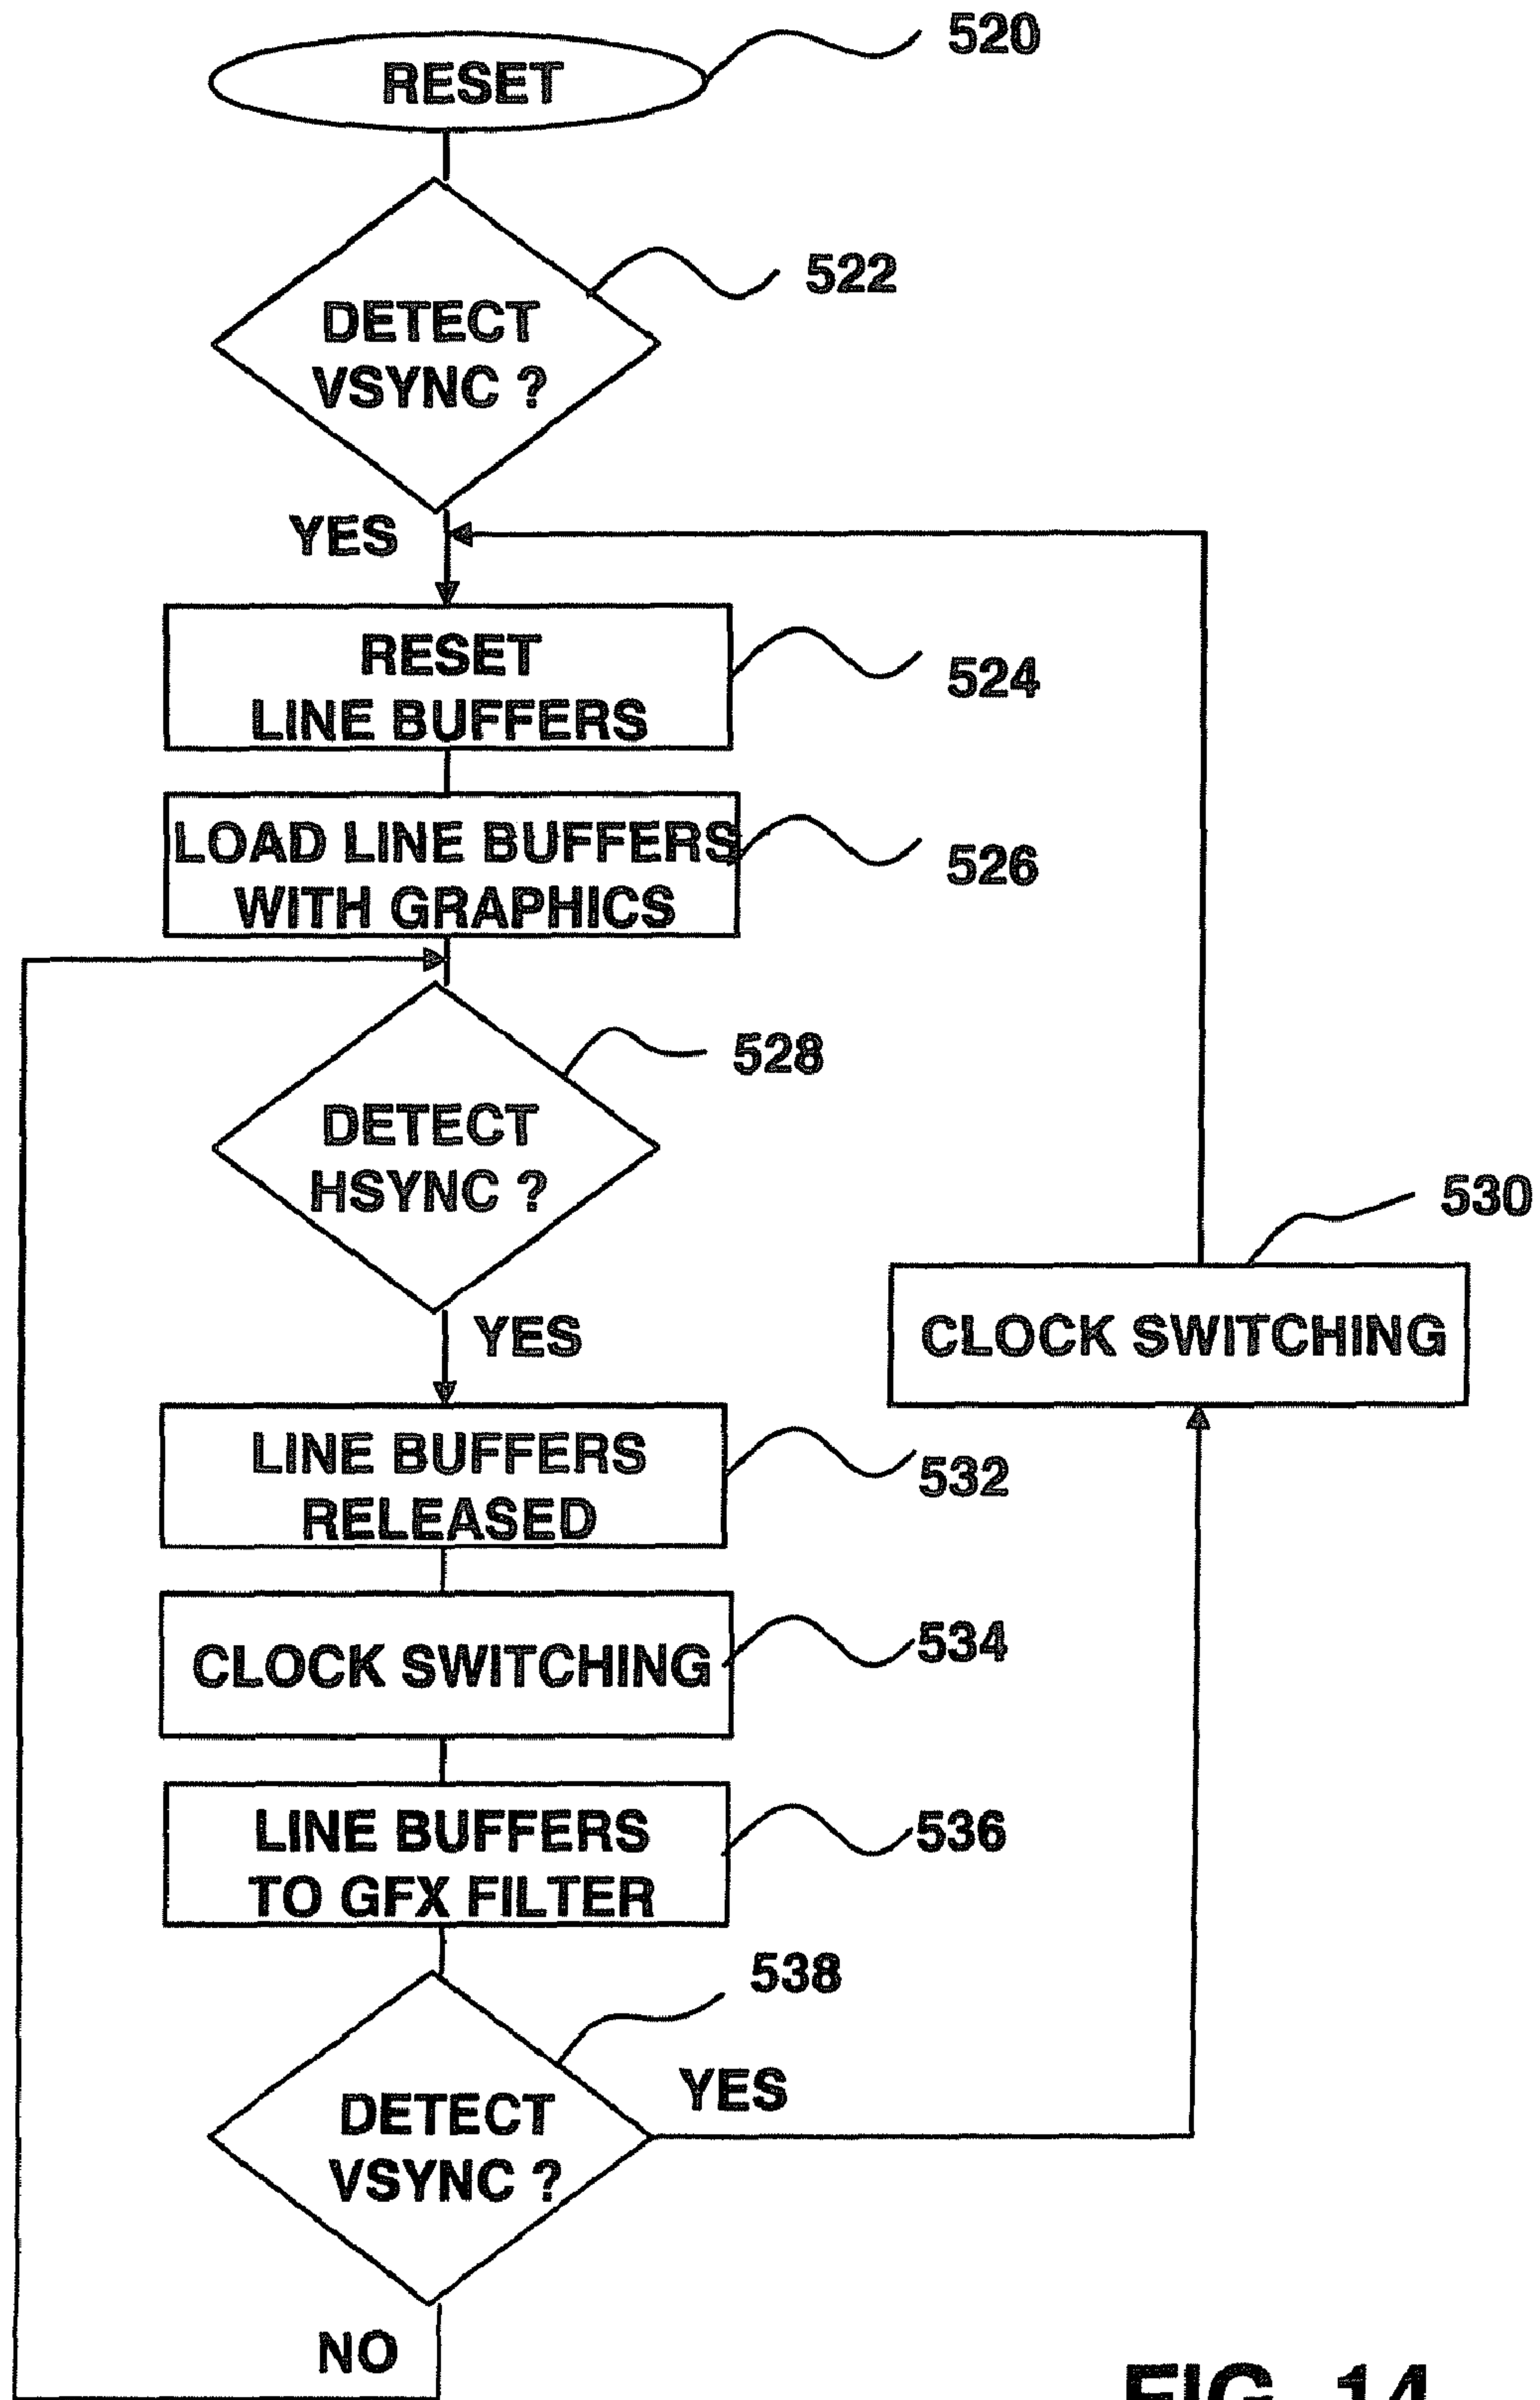 RESET
520
DETECT
VSYNC ?
522
YES
RESET
LINE BUFFERS
524
LOAD LINE BUFFERS
WITH GRAPHICS
526
DETECT
HSYNC ?
528
YES
530
CLOCK SWITCHING
LINE BUFFERS
RELEASED
532
CLOCK SWITCHING
534
LINE BUFFERS
TO GFX FILTER
536
DETECT
VSYNC ?
538
YES
NO
FIG. 14